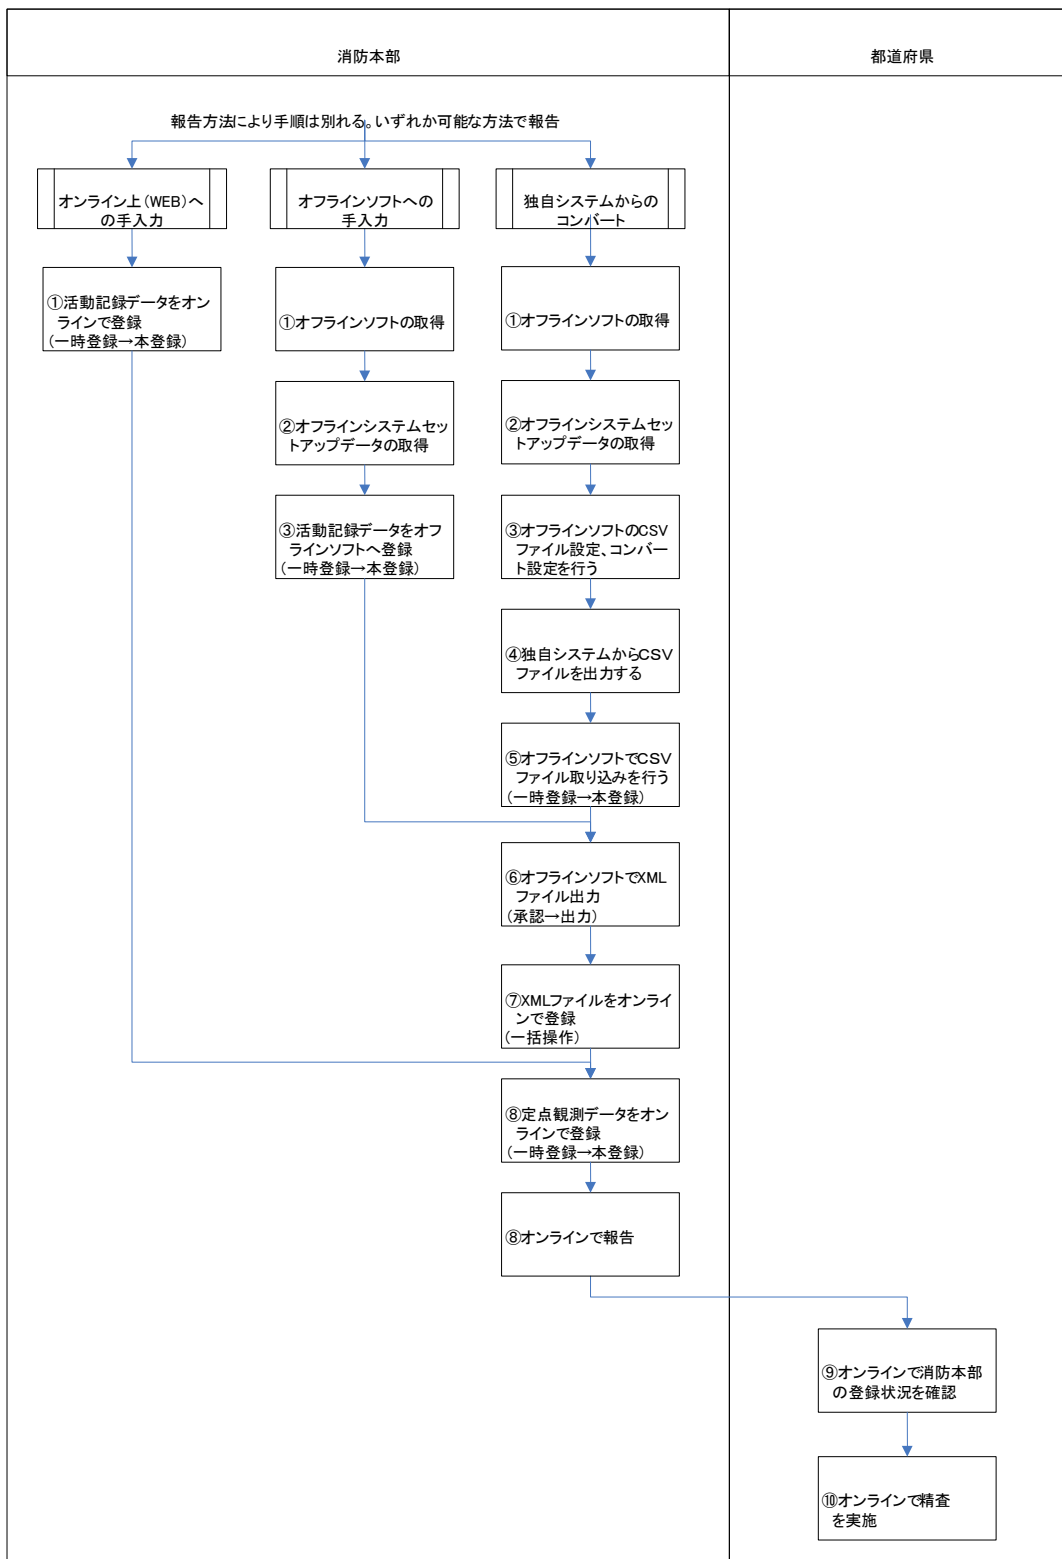 消防本部
都道府県
報告方法により手順は別れる。いずれか可能な方法で報告
オンライン上(WEB)へ
の手入力
オフラインソフトへの
手入力
独自システムからの
コンバート
①活動記録データをオン
ラインで登録
(一時登録→本登録)
①オフラインソフトの取得
②オフラインシステムセッ
トアップデータの取得
③活動記録データをオフ
ラインソフトへ登録
(一時登録→本登録)
①オフラインソフトの取得
②オフラインシステムセッ
トアップデータの取得
③オフラインソフトのCSV
ファイル設定、コンバー
ト設定を行う
④独自システムからCSV
ファイルを出力する
⑤オフラインソフトでCSV
ファイル取り込みを行う
(一時登録→本登録)
⑥オフラインソフトでXML
ファイル出力
(承認→出力)
⑦XMLファイルをオンライ
ンで登録
(一括操作)
⑧定点観測データをオン
ラインで登録
(一時登録→本登録)
⑧オンラインで報告
⑨オンラインで消防本部
の登録状況を確認
⑩オンラインで精査
を実施